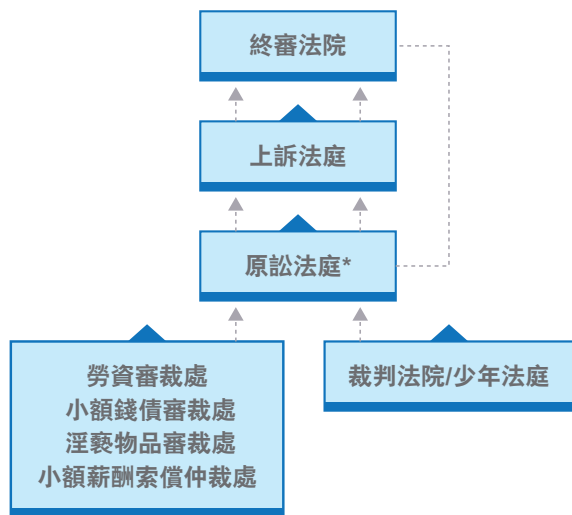 終審法院
上訴法庭
原訟法庭*
勞資審裁處
小額錢債審裁處
淫褻物品審裁處
小額薪酬索償仲裁處
裁判法院/少年法庭